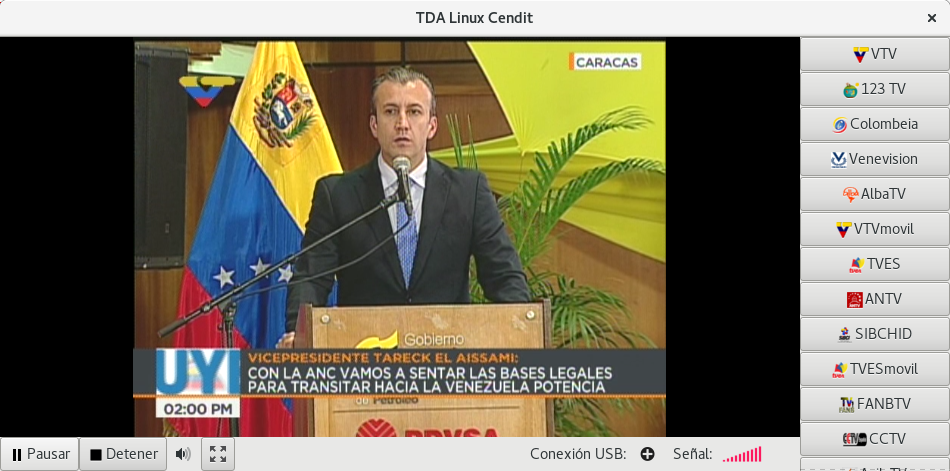 TDA Linux Cendit
CARACAS
Gobierno
UYI
VICEPRESIDENTE TARECK EL AISSAMI:
CON LA ANC VAMOS A SENTAR LAS BASES LEGALES
PARA TRANSITAR HACIA LA VENEZUELA POTENCIA
02:00 PM
de Petróleo
PDVSA
VTV
123 TV
Colombeia
Venevision
AlbaTV
VTVmovil
TVES
ANTV
SIBCHID
TVESmovil
FANBTV
CCTV
Pausar
Detener
Conexión USB:
Señal: